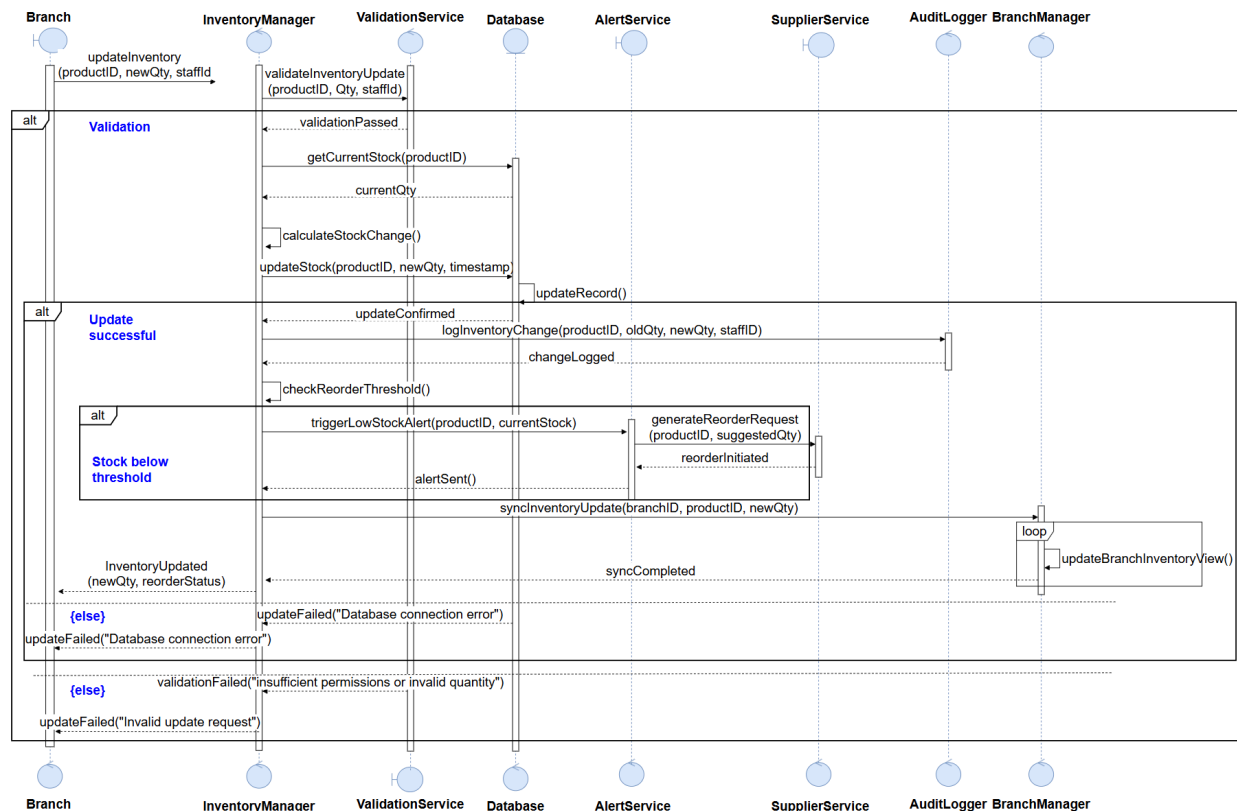 Branch
InventoryManager
ValidationService
Database
AlertService
SupplierService
AuditLogger
BranchManager
updateInventory
(productID, newQty, staffId
validateInventoryUpdate
(productID, Qty, staffId)
alt
Validation
validationPassed
getCurrentStock(productID)
currentQty
calculateStockChange()
updateStock(productID, newQty, timestamp)
updateRecord()
alt
Update
successful
updateConfirmed
logInventoryChange(productID, oldQty, newQty, staffID)
changeLogged
checkReorderThreshold()
alt
Stock below
threshold
triggerLowStockAlert(productID, currentStock)
generateReorderRequest
(productID, suggestedQty)
reorderInitiated
alertSent()
syncInventoryUpdate(branchID, productID, newQty)
loop
updateBranchInventoryView()
syncCompleted
InventoryUpdated
(newQty, reorderStatus)
{else}
updateFailed("Database connection error")
updateFailed("Database connection error")
{else}
validationFailed("insufficient permissions or invalid quantity")
updateFailed("Invalid update request")
Branch
InventoryManager
ValidationService
Database
AlertService
SupplierService
AuditLogger
BranchManager